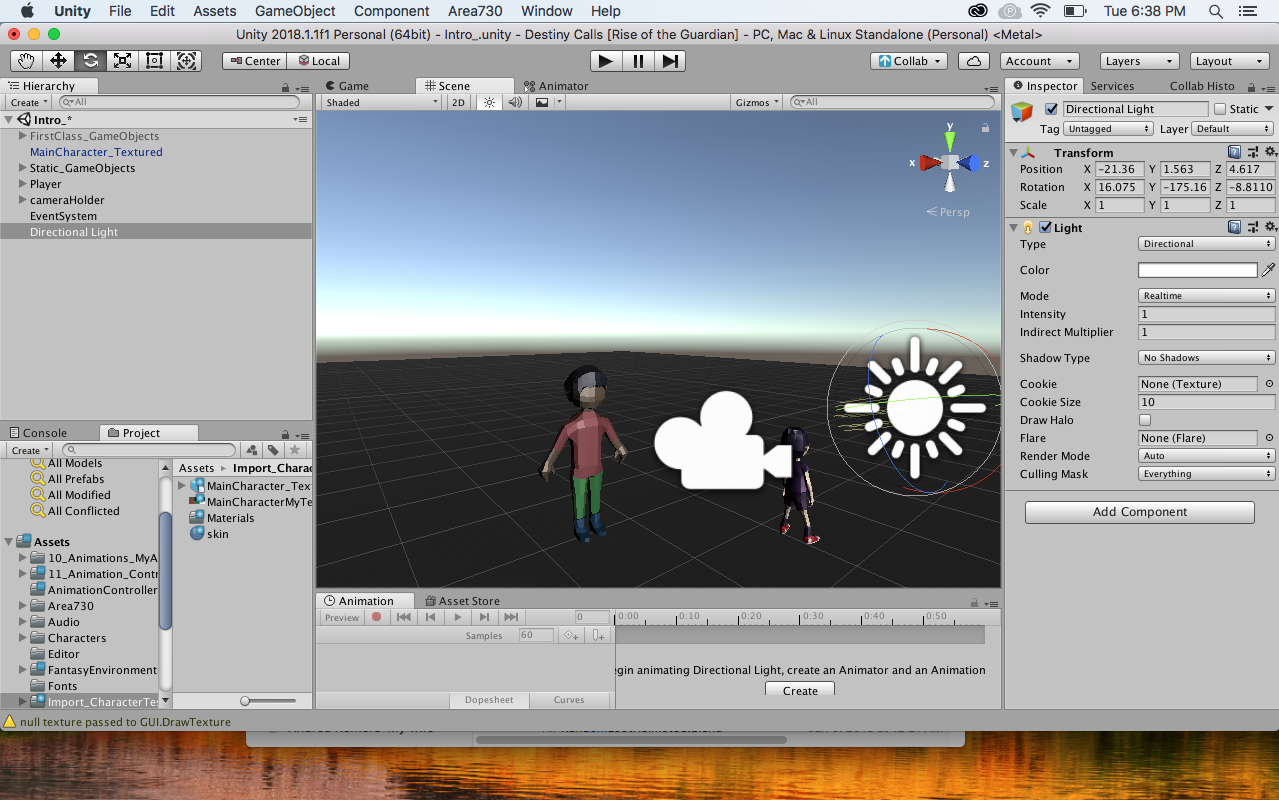 Unity File Edit Assets GameObject Component Area730 Window Help Tue 6:38 PM
Unity 2018.1.1f1 Personal (64bit) - Intro_.unity - Destiny Calls [Rise of the Guardian] - PC, Mac & Linux Standalone (Personal) <Metal>
Center Local Collab Account Layers Layout
Hierarchy
Create All
Intro_*
FirstClass_GameObjects
MainCharacter_Textured
Static_GameObjects
Player
cameraHolder
EventSystem
Directional Light
Game Scene Animator
Shaded 2D Gizmos All
y
x z
Persp
Inspector Services Collab Histo
Directional Light Static
Tag Untagged Layer Default
Transform
Position X -21.36 Y 1.563 Z 4.617
Rotation X 16.075 Y -175.16 Z -8.8110
Scale X 1 Y 1 Z 1
Light
Type Directional
Color
Mode Realtime
Intensity 1
Indirect Multiplier 1
Shadow Type No Shadows
Cookie None (Texture)
Cookie Size 10
Draw Halo
Flare None (Flare)
Render Mode Auto
Culling Mask Everything
Add Component
Console Project
Create
All Models
All Prefabs
All Modified
All Conflicted
Assets
10_Animations_MyA
11_Animation_Contr
AnimationController
Area730
Audio
Characters
Editor
FantasyEnvironment
Fonts
Import_CharacterTe
Assets Import_Charac
MainCharacter_Tex
MainCharacterMyTe
Materials
skin
Animation Asset Store
Preview 0 0:00 0:10 0:20 0:30 0:40 0:50
Samples 60
egin animating Directional Light, create an Animator and an Animation
Create
Dopesheet Curves
null texture passed to GUI.DrawTexture